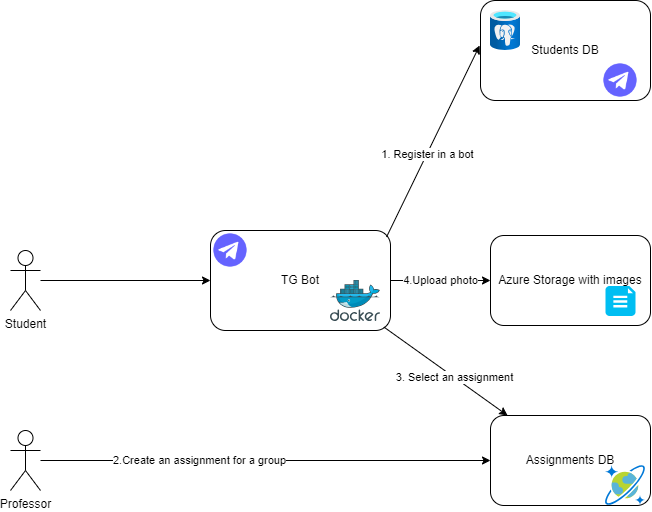 Students DB
1. Register in a bot
TG Bot
docker
4.Upload photo
Azure Storage with images
Student
3. Select an assignment
2.Create an assignment for a group
Assignments DB
Professor